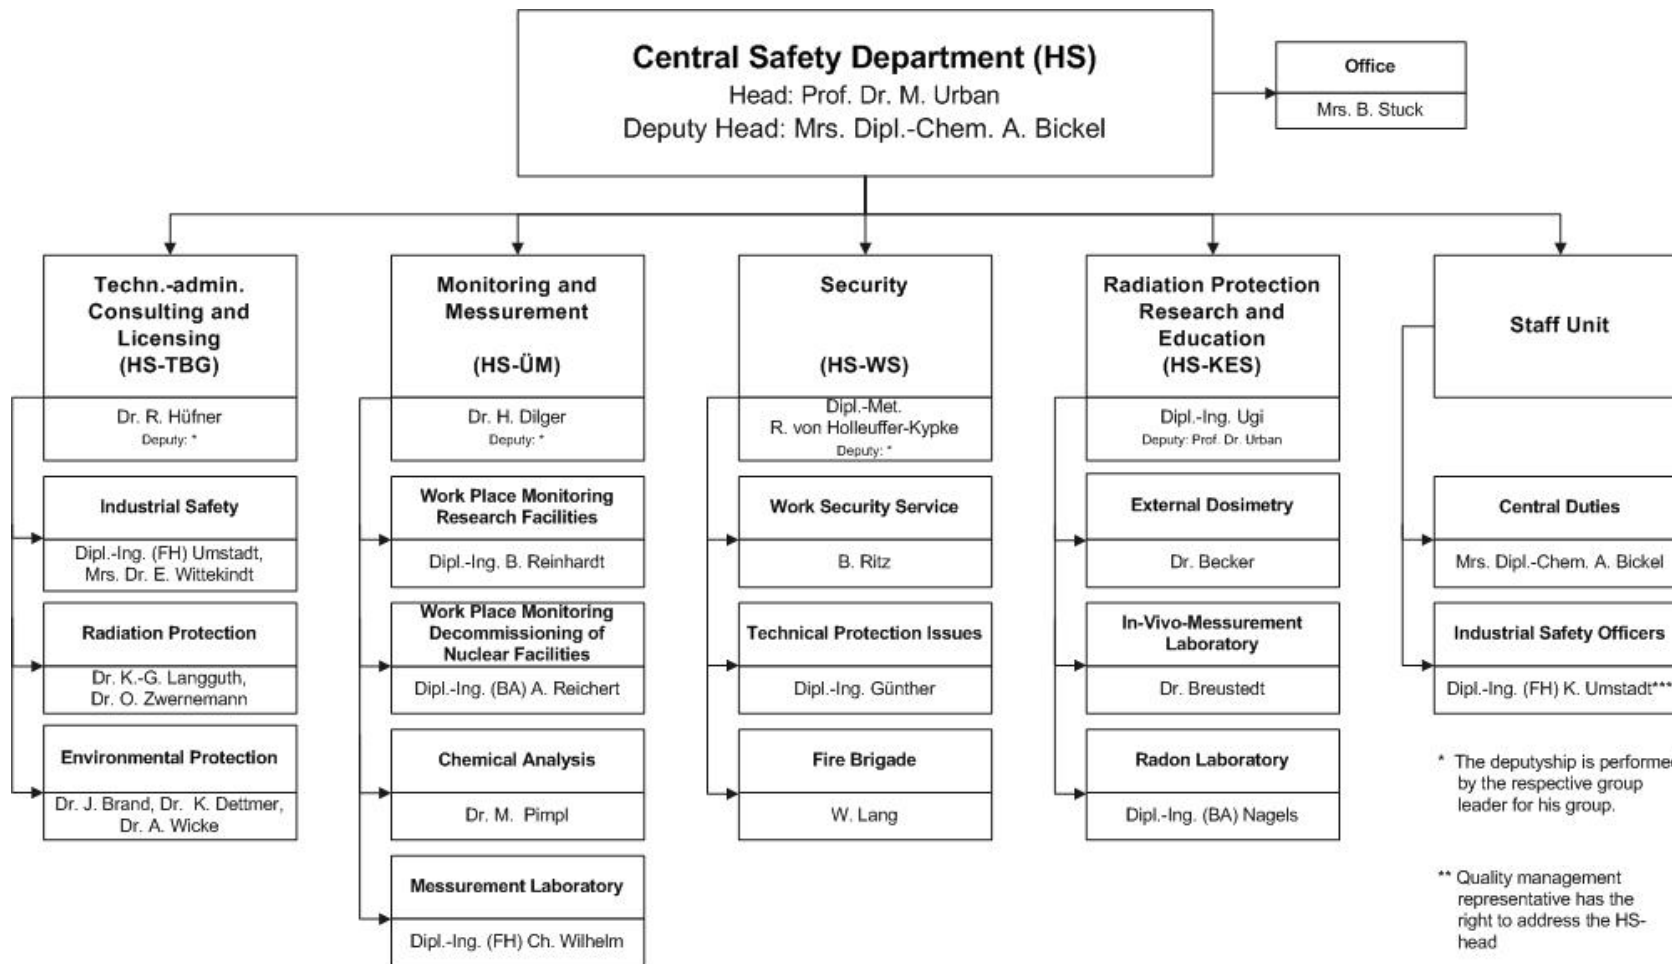 Central Safety Department (HS)
Head: Prof. Dr. M. Urban
Deputy Head: Mrs. Dipl.-Chem. A. Bickel
Office
Mrs. B. Stuck
Techn.-admin.
Consulting and
Licensing
(HS-TBG)
Dr. R. Hüfner
Deputy: *
Industrial Safety
Dipl.-Ing. (FH) Umstadt,
Mrs. Dr. E. Wittekindt
Radiation Protection
Dr. K.-G. Langguth,
Dr. O. Zwernemann
Environmental Protection
Dr. J. Brand, Dr. K. Dettmer,
Dr. A. Wicke
Monitoring and
Messurement
(HS-ÜM)
Dr. H. Dilger
Deputy: *
Work Place Monitoring
Research Facilities
Dipl.-Ing. B. Reinhardt
Work Place Monitoring
Decommissioning of
Nuclear Facilities
Dipl.-Ing. (BA) A. Reichert
Chemical Analysis
Dr. M. Pimpl
Messurement Laboratory
Dipl.-Ing. (FH) Ch. Wilhelm
Security
(HS-WS)
Dipl.-Met.
R. von Holleuffer-Kypke
Deputy: *
Work Security Service
B. Ritz
Technical Protection Issues
Dipl.-Ing. Günther
Fire Brigade
W. Lang
Radiation Protection
Research and
Education
(HS-KES)
Dipl.-Ing. Ugi
Deputy: Prof. Dr. Urban
External Dosimetry
Dr. Becker
In-Vivo-Messurement
Laboratory
Dr. Breustedt
Radon Laboratory
Dipl.-Ing. (BA) Nagels
Staff Unit
Central Duties
Mrs. Dipl.-Chem. A. Bickel
Industrial Safety Officers
Dipl.-Ing. (FH) K. Umstadt***
* The deputyship is performed
by the respective group
leader for his group.
** Quality management
representative has the
right to address the HS-
head